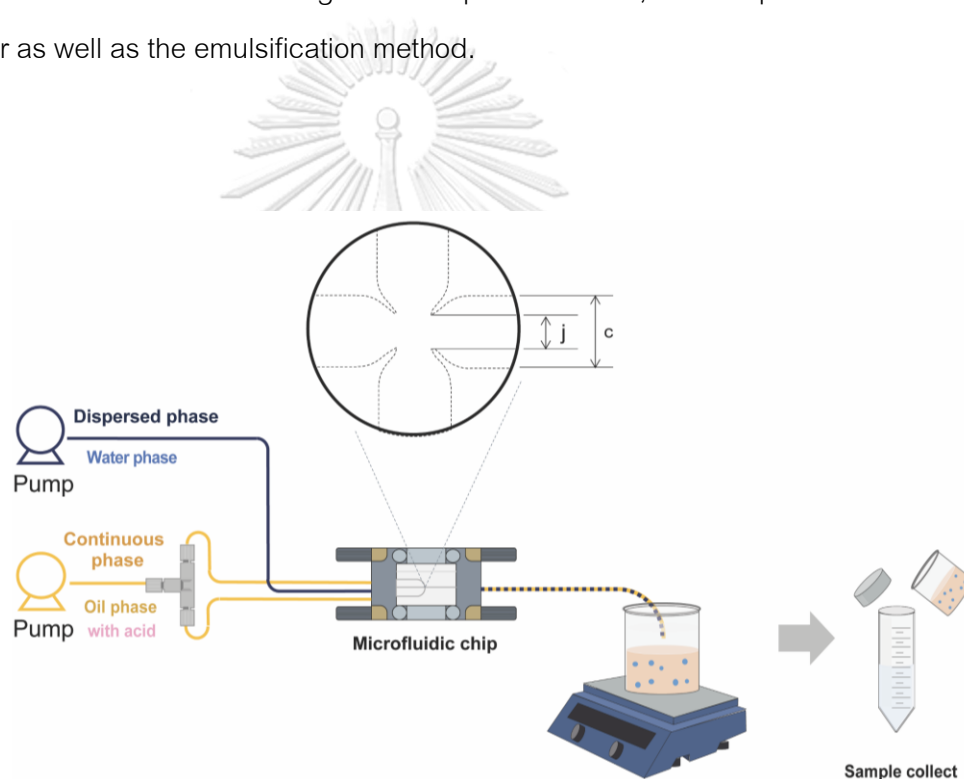 r as well as the emulsification method.
j
c
Dispersed phase
Water phase
Pump
Continuous
phase
Oil phase
with acid
Pump
Microfluidic chip
Sample collect